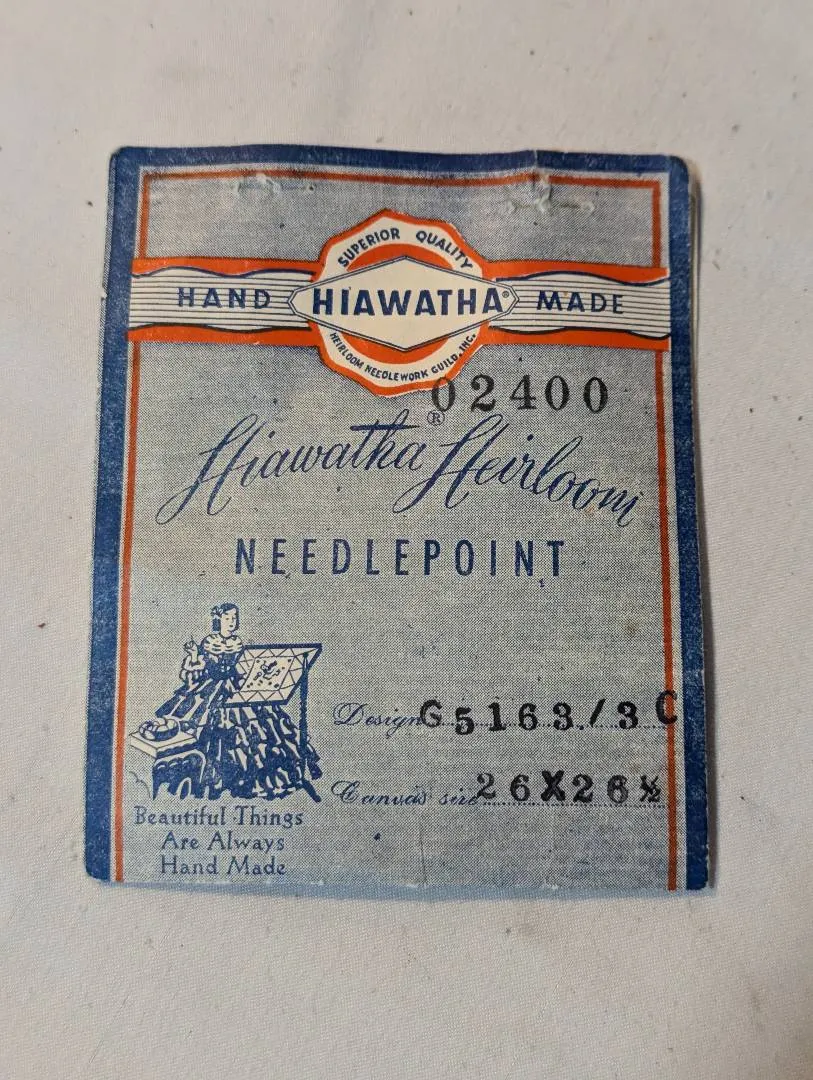 SUPERIOR QUALITY
HAND HIAWATHA® MADE
HEIRLOOM NEEDLEWORK GUILD, INC.
02400
Hiawatha® Heirloom
NEEDLEPOINT
Design G5163/3 C
Canvas size 26X26½
Beautiful Things
Are Always
Hand Made